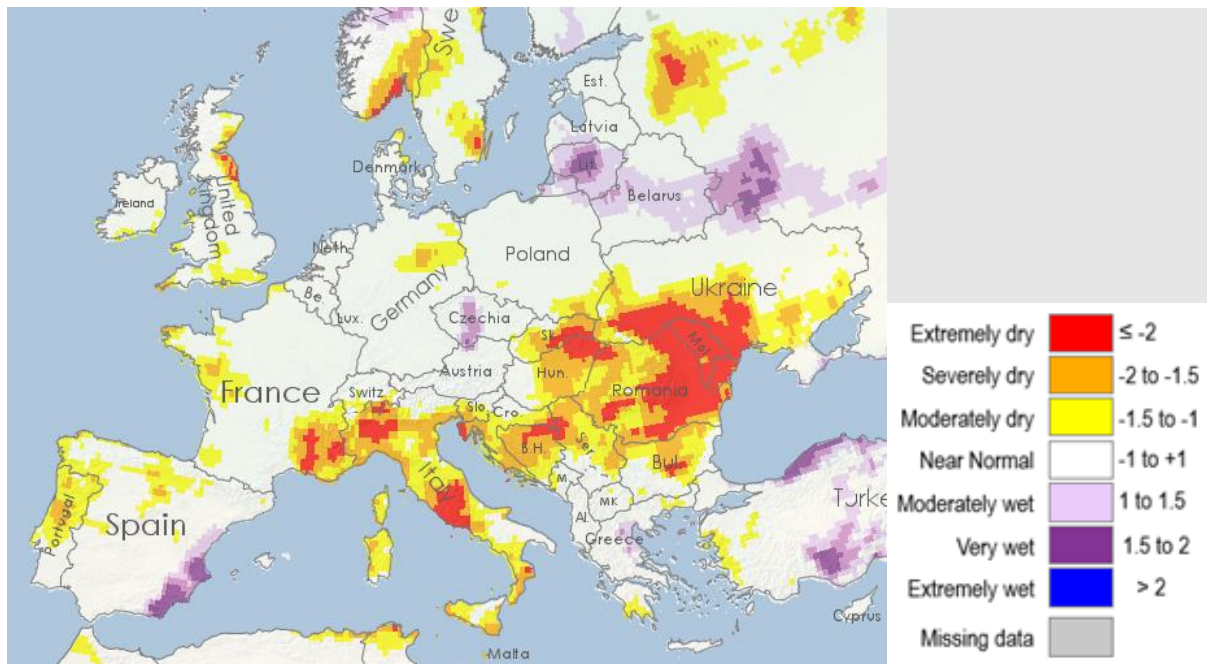 N
Swe
Est.
Latvia
Lit.
Denmark
Belarus
Ireland
United
Kingdom
Neth.
Poland
Be.
Germany
Ukraine
Lux.
Czechia
Sl.
Mol.
Austria
Hun.
France
Switz.
Romania
Slo.
Cro.
B.H.
Ser.
Bul.
Italy
M.
MK
Turke
Portugal
Spain
Al.
Greece
Cyprus
Malta
Extremely dry ≤ -2
Severely dry -2 to -1.5
Moderately dry -1.5 to -1
Near Normal -1 to +1
Moderately wet 1 to 1.5
Very wet 1.5 to 2
Extremely wet > 2
Missing data